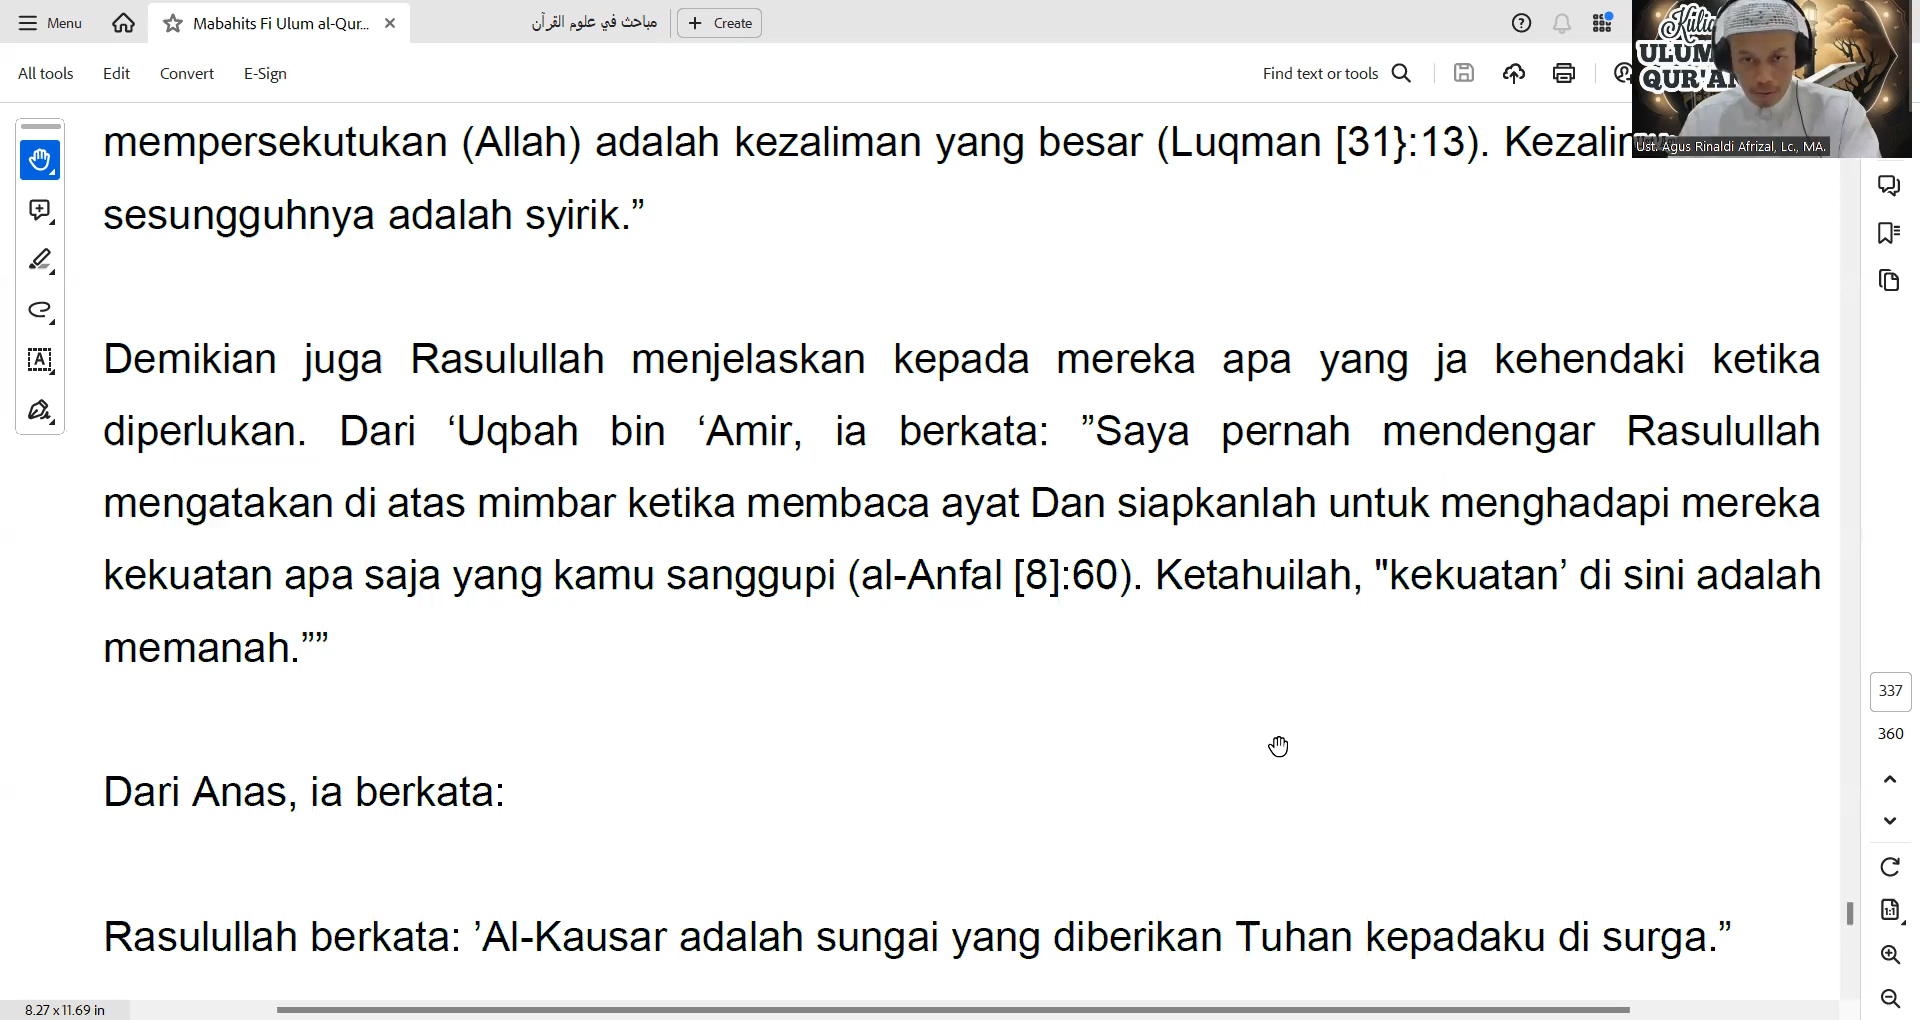 Menu
Mabahits Fi Ulum al-Qur...
مباحث في علوم القرآن
Create
All tools
Edit
Convert
E-Sign
Find text or tools
ULUM
QUR'AN
Ust. Agus Rinaldi Afrizal, Lc., MA.
mempersekutukan (Allah) adalah kezaliman yang besar (Luqman [31}:13).
sesungguhnya adalah syirik.”
Demikian juga Rasulullah menjelaskan kepada mereka apa yang ja kehendaki ketika
diperlukan. Dari ‘Uqbah bin ‘Amir, ia berkata: ”Saya pernah mendengar Rasulullah
mengatakan di atas mimbar ketika membaca ayat Dan siapkanlah untuk menghadapi mereka
kekuatan apa saja yang kamu sanggupi (al-Anfal [8]:60). Ketahuilah, "kekuatan’ di sini adalah
memanah.””
Dari Anas, ia berkata:
Rasulullah berkata: ’Al-Kausar adalah sungai yang diberikan Tuhan kepadaku di surga.”
337
360
8.27 x 11.69 in